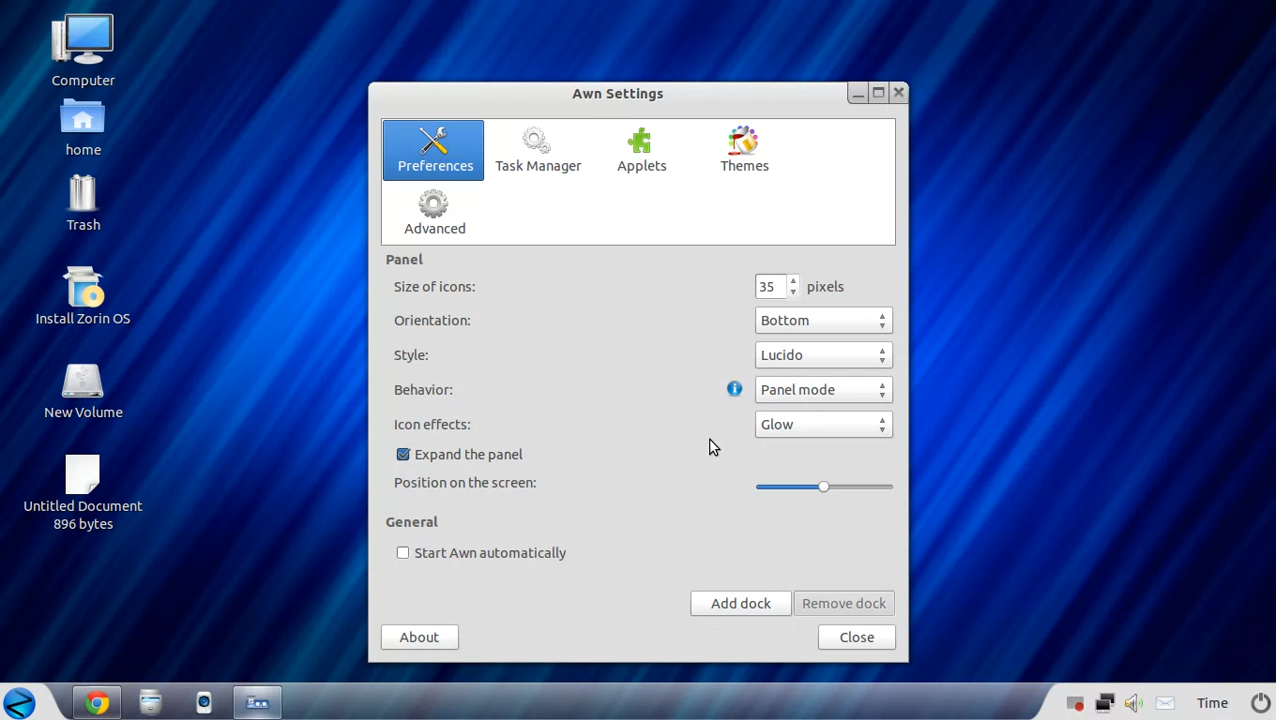 Computer
home
Trash
Install Zorin OS
New Volume
Untitled Document
896 bytes
Awn Settings
Preferences
Task Manager
Applets
Themes
Advanced
Panel
Size of icons:
35
pixels
Orientation:
Bottom
Style:
Lucido
Behavior:
Panel mode
Icon effects:
Glow
Expand the panel
Position on the screen:
General
Start Awn automatically
Add dock
Remove dock
About
Close
Time